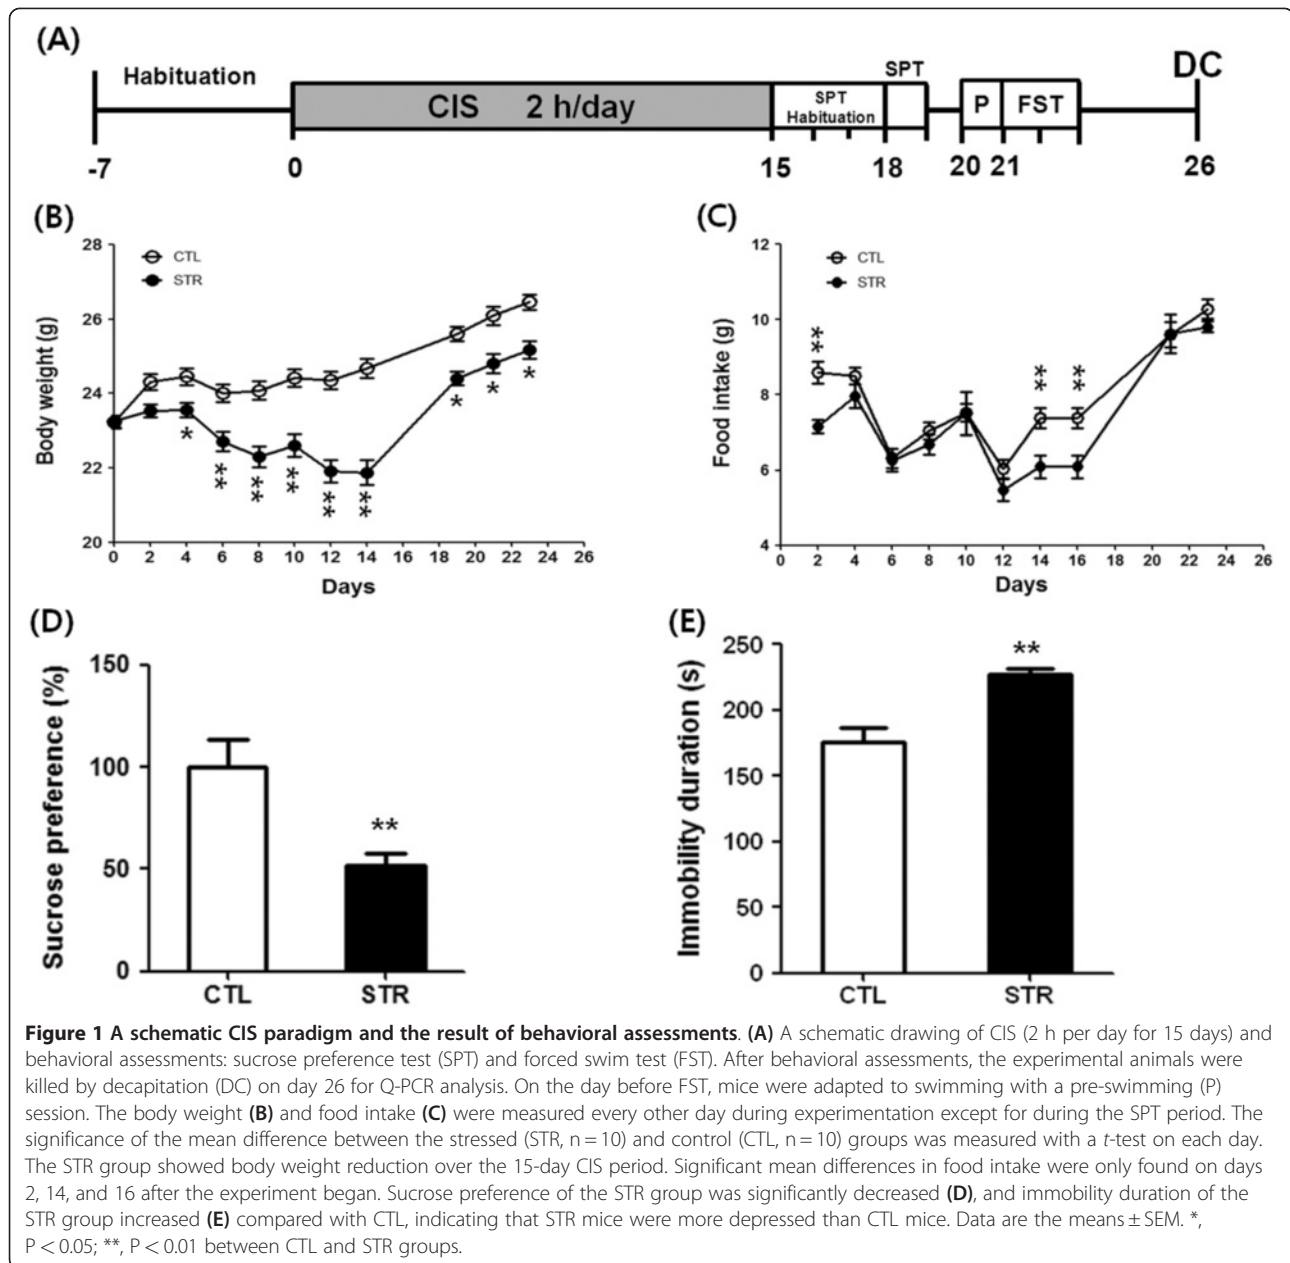 (A)
Habituation
CIS 2 h/day
SPT
Habituation
SPT
P
FST
DC
-7
0
15
18
20
21
26
(B)
CTL
STR
Body weight (g)
28
26
24
22
20
0 2 4 6 8 10 12 14 16 18 20 22 24 26
Days
*
**
**
**
**
**
*
*
*
(C)
CTL
STR
Food intake (g)
12
10
8
6
4
0 2 4 6 8 10 12 14 16 18 20 22 24 26
Days
**
**
**
(D)
Sucrose preference (%)
150
100
50
0
**
CTL STR
(E)
Immobility duration (s)
250
200
150
100
50
0
**
CTL STR
Figure 1 A schematic CIS paradigm and the result of behavioral assessments. (A) A schematic drawing of CIS (2 h per day for 15 days) and
behavioral assessments: sucrose preference test (SPT) and forced swim test (FST). After behavioral assessments, the experimental animals were
killed by decapitation (DC) on day 26 for Q-PCR analysis. On the day before FST, mice were adapted to swimming with a pre-swimming (P)
session. The body weight (B) and food intake (C) were measured every other day during experimentation except for during the SPT period. The
significance of the mean difference between the stressed (STR, n = 10) and control (CTL, n = 10) groups was measured with a t-test on each day.
The STR group showed body weight reduction over the 15-day CIS period. Significant mean differences in food intake were only found on days
2, 14, and 16 after the experiment began. Sucrose preference of the STR group was significantly decreased (D), and immobility duration of the
STR group increased (E) compared with CTL, indicating that STR mice were more depressed than CTL mice. Data are the means ± SEM. *,
P < 0.05; **, P < 0.01 between CTL and STR groups.